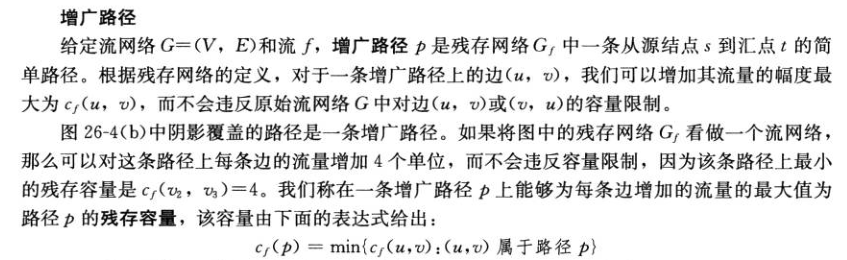 增广路径
给定流网络G=(V，E)和流 f，增广路径 p 是残存网络G_f 中一条从源结点 s 到汇点 t 的简
单路径。根据残存网络的定义，对于一条增广路径上的边(u，v)，我们可以增加其流量的幅度最
大为 c_f(u，v)，而不会违反原始流网络 G 中对边(u，v)或(v，u)的容量限制。
图 26-4(b)中阴影覆盖的路径是一条增广路径。如果将图中的残存网络 G_f 看做一个流网络，
那么可以对这条路径上每条边的流量增加 4 个单位，而不会违反容量限制，因为该条路径上最小
的残存容量是 c_f(v₂，v₃)=4。我们称在一条增广路径 p 上能够为每条边增加的流量的最大值为
路径 p 的残存容量，该容量由下面的表达式给出：
c_f(p) = min{c_f(u,v):(u,v) 属于路径 p}